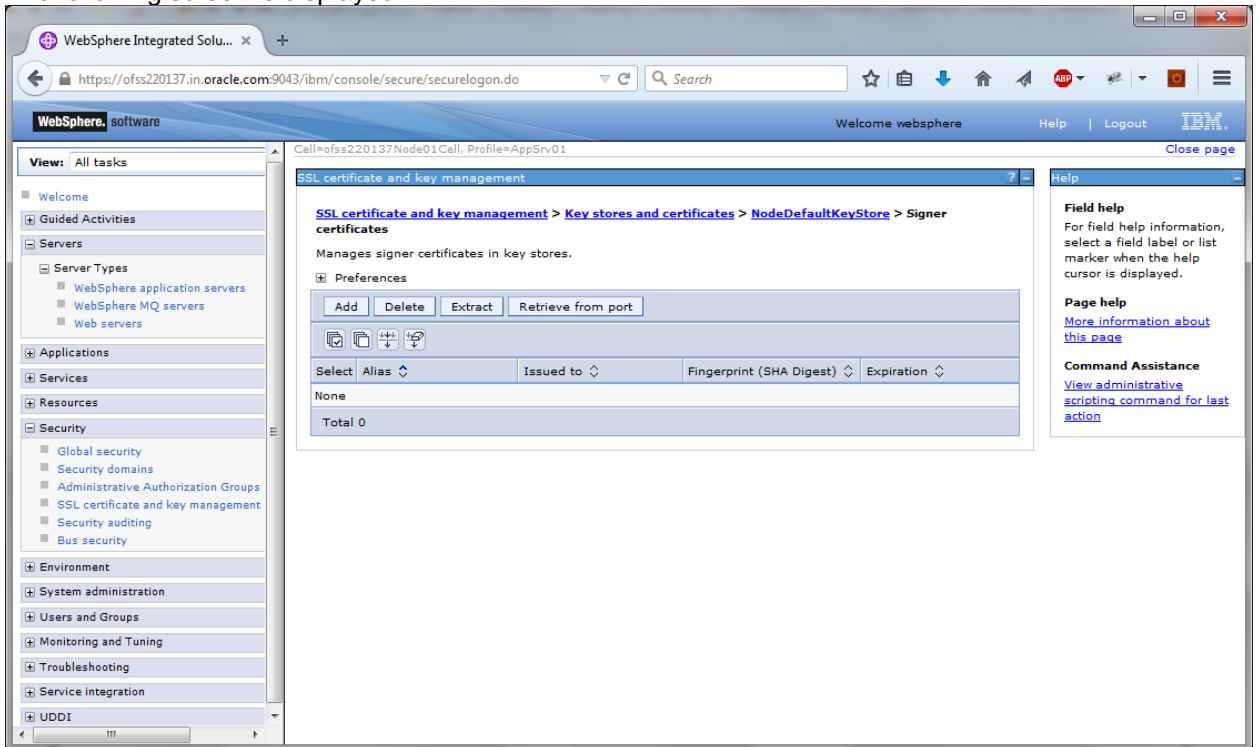 WebSphere Integrated Solu...
https://ofss220137.in.oracle.com:9043/ibm/console/secure/securelogon.do
Search
ABP
WebSphere. software
Welcome websphere
Help | Logout
IBM.
View: All tasks
Welcome
Guided Activities
Servers
Server Types
WebSphere application servers
WebSphere MQ servers
Web servers
Applications
Services
Resources
Security
Global security
Security domains
Administrative Authorization Groups
SSL certificate and key management
Security auditing
Bus security
Environment
System administration
Users and Groups
Monitoring and Tuning
Troubleshooting
Service integration
UDDI
Cell=ofss220137Node01Cell, Profile=AppSrv01
Close page
SSL certificate and key management ? -
SSL certificate and key management > Key stores and certificates > NodeDefaultKeyStore > Signer
certificates
Manages signer certificates in key stores.
Preferences
Add Delete Extract Retrieve from port
Select Alias Issued to Fingerprint (SHA Digest) Expiration
None
Total 0
Help -
Field help
For field help information,
select a field label or list
marker when the help
cursor is displayed.
Page help
More information about
this page
Command Assistance
View administrative
scripting command for last
action